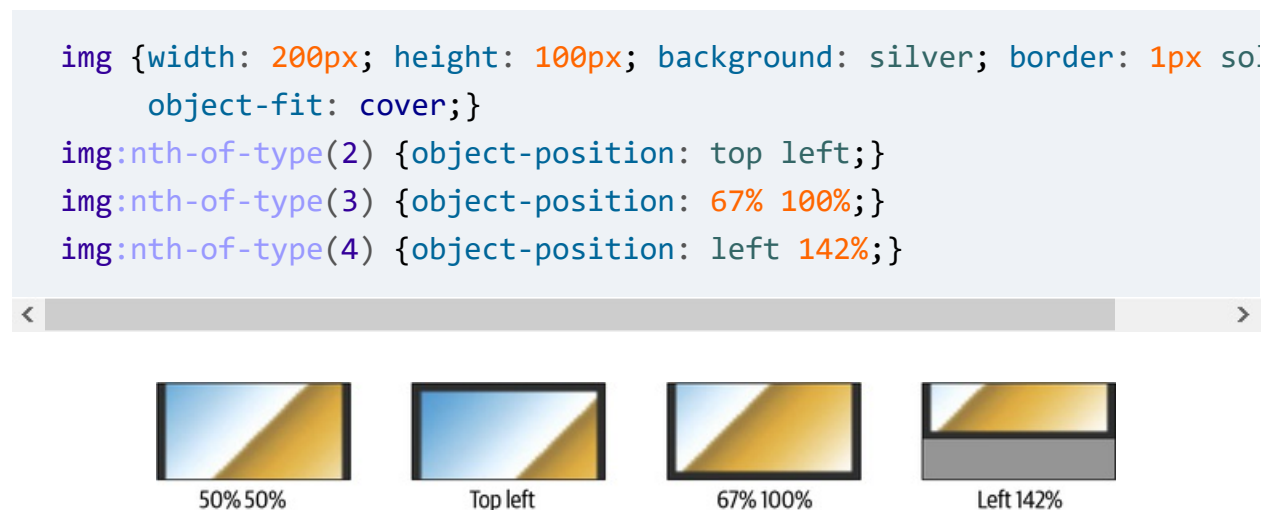 img {width: 200px; height: 100px; background: silver; border: 1px sol
object-fit: cover;}
img:nth-of-type(2) {object-position: top left;}
img:nth-of-type(3) {object-position: 67% 100%;}
img:nth-of-type(4) {object-position: left 142%;}
50% 50% Top left 67% 100% Left 142%